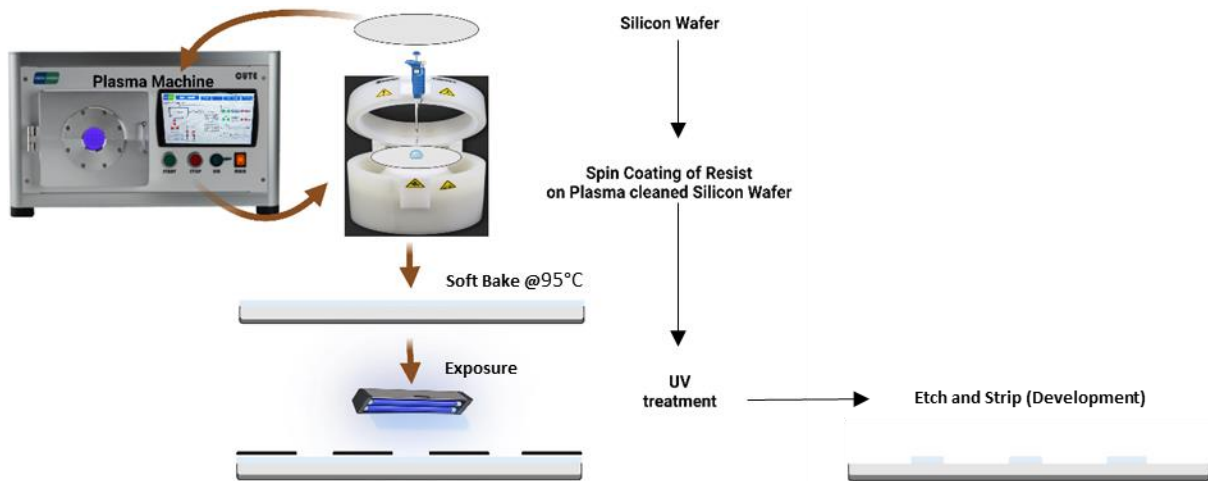 Silicon Wafer
Plasma Machine
OUTE
START
STOP
Spin Coating of Resist
on Plasma cleaned Silicon Wafer
Soft Bake @95°C
Exposure
UV
treatment
Etch and Strip (Development)